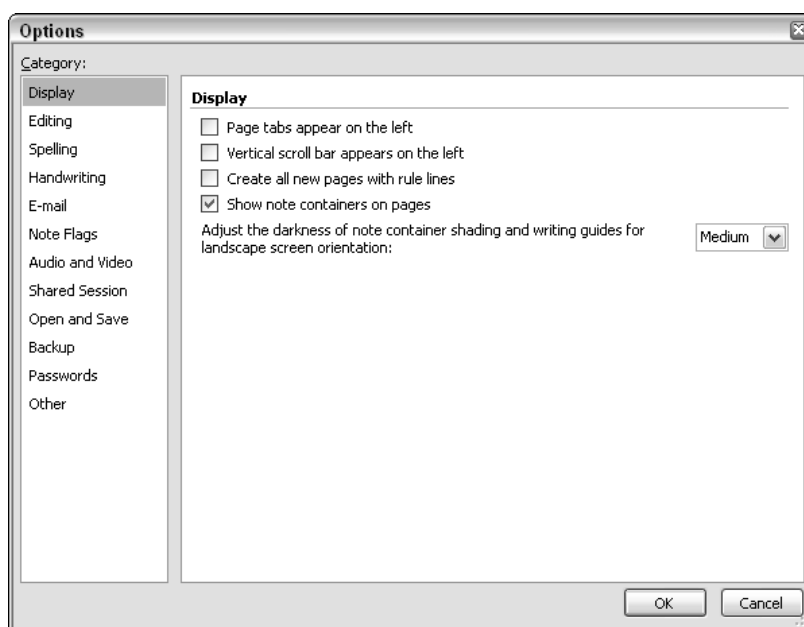 Options
Category:
Display
Editing
Spelling
Handwriting
E-mail
Note Flags
Audio and Video
Shared Session
Open and Save
Backup
Passwords
Other
Display
Page tabs appear on the left
Vertical scroll bar appears on the left
Create all new pages with rule lines
Show note containers on pages
Adjust the darkness of note container shading and writing guides for
landscape screen orientation:
Medium
OK
Cancel